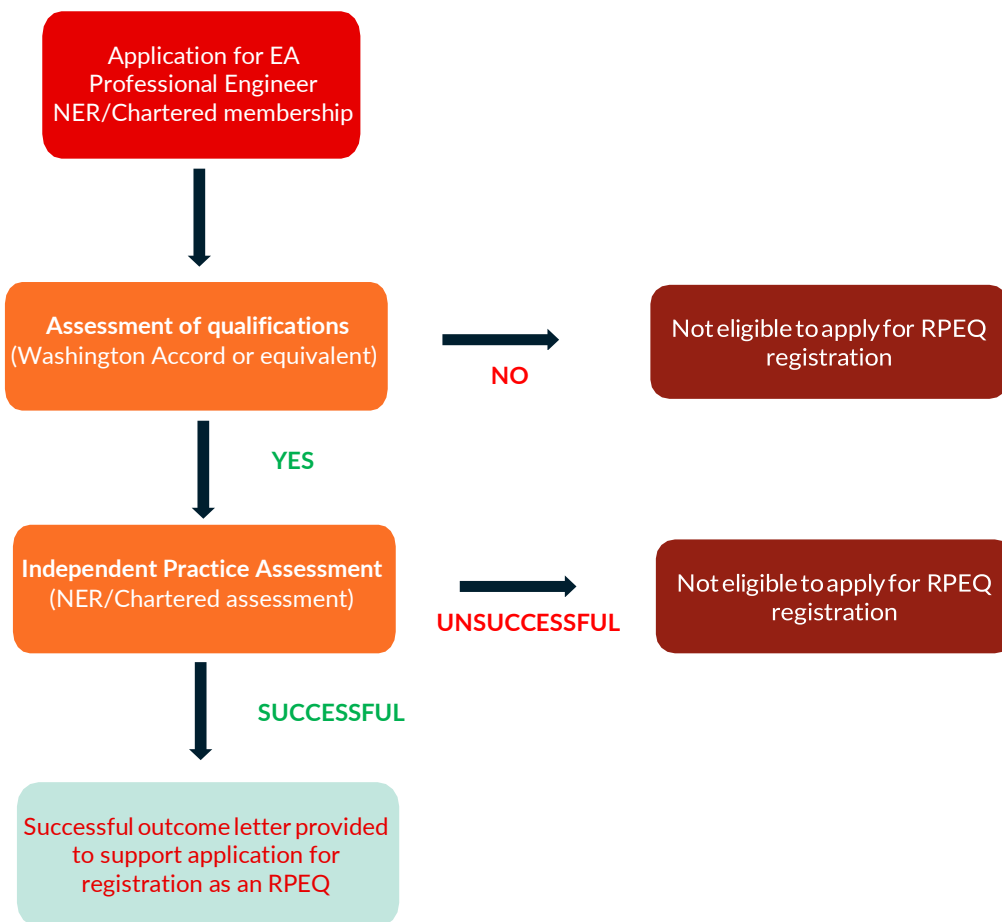 Application for EA
Professional Engineer
NER/Chartered membership
Assessment of qualifications
(Washington Accord or equivalent)
NO
Not eligible to apply for RPEQ
registration
YES
Independent Practice Assessment
(NER/Chartered assessment)
UNSUCCESSFUL
Not eligible to apply for RPEQ
registration
SUCCESSFUL
Successful outcome letter provided
to support application for
registration as an RPEQ